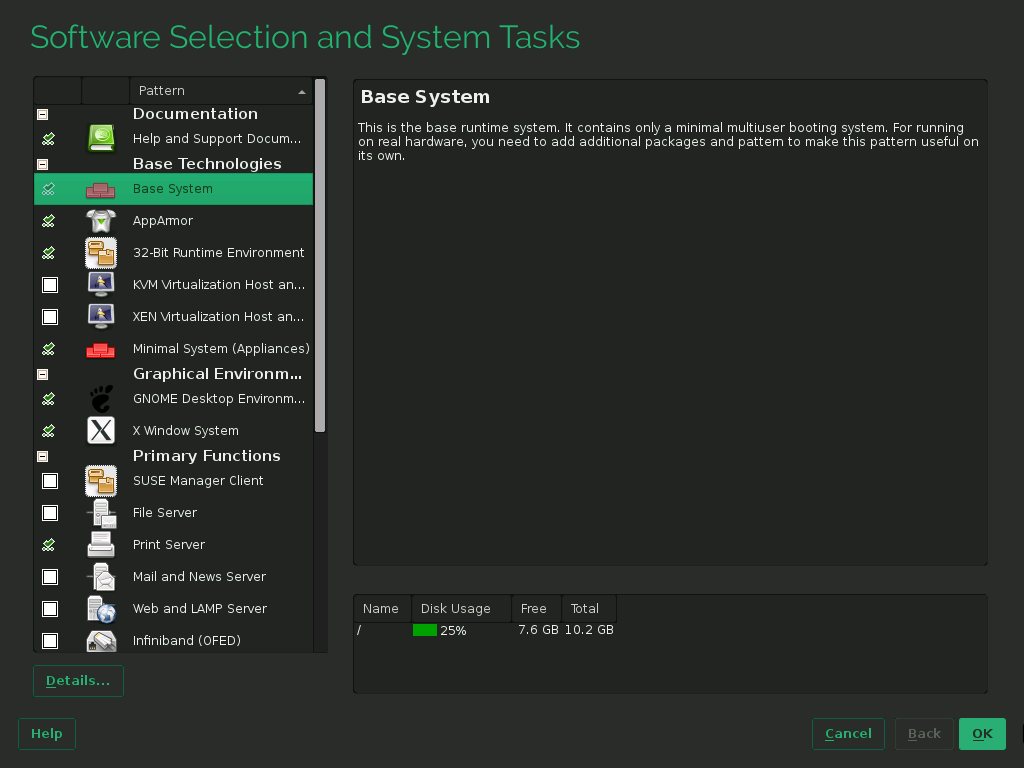 Software Selection and System Tasks
Pattern
Documentation
Help and Support Docum...
Base Technologies
Base System
AppArmor
32-Bit Runtime Environment
KVM Virtualization Host an...
XEN Virtualization Host an...
Minimal System (Appliances)
Graphical Environm...
GNOME Desktop Environm...
X Window System
Primary Functions
SUSE Manager Client
File Server
Print Server
Mail and News Server
Web and LAMP Server
Infiniband (OFED)
Details...
Base System
This is the base runtime system. It contains only a minimal multiuser booting system. For running
on real hardware, you need to add additional packages and pattern to make this pattern useful on
its own.
Name Disk Usage Free Total
/ 25% 7.6 GB 10.2 GB
Help Cancel Back OK